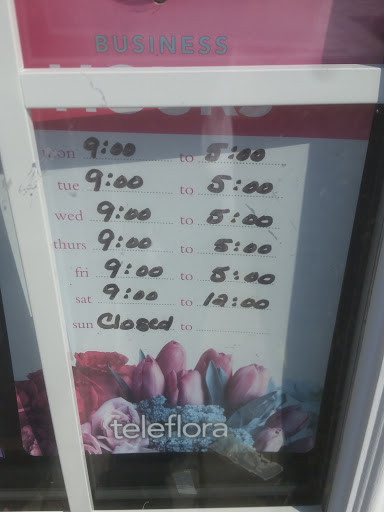 BUSINESS
HOURS
mon 9:00 to 5:00
tue 9:00 to 5:00
wed 9:00 to 5:00
thurs 9:00 to 5:00
fri 9:00 to 5:00
sat 9:00 to 12:00
sun Closed to
teleflora